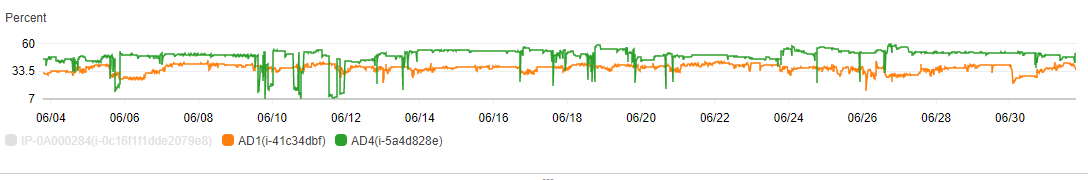 Percent
60
33.5
7
06/04 06/06 06/08 06/10 06/12 06/14 06/16 06/18 06/20 06/22 06/24 06/26 06/28 06/30
IP-0A000284(i-0c16f1f1dde2079e8) AD1(i-41c34dbf) AD4(i-5a4d828e)